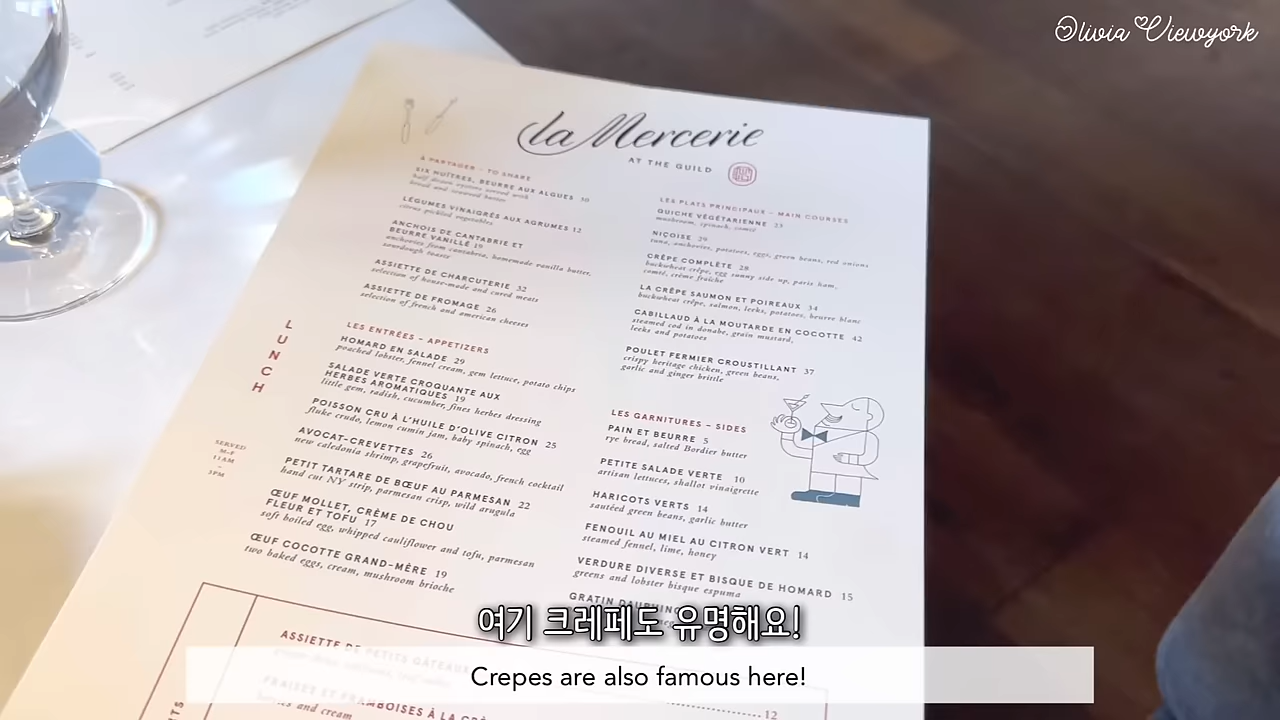 Olivia Viewyork
la Mercerie
AT THE GUILD
À PARTAGER - TO SHARE
SIX HUÎTRES, BEURRE AUX ALGUES 30
half dozen oysters served with
bread and seaweed butter
LÉGUMES VINAIGRÉS AUX AGRUMES 12
citrus pickled vegetables
ANCHOIS DE CANTABRIE ET
BEURRE VANILLÉ 19
anchovies from cantabria, homemade vanilla butter,
sourdough toasts
ASSIETTE DE CHARCUTERIE 32
selection of house-made and cured meats
ASSIETTE DE FROMAGE 26
selection of french and american cheeses
LUNCH
SERVED
M-F
11AM
-
5PM
LES ENTRÉES - APPETIZERS
HOMARD EN SALADE 29
poached lobster, fennel cream, gem lettuce, potato chips
SALADE VERTE CROQUANTE AUX
HERBES AROMATIQUES 19
little gem, radish, cucumber, fines herbes dressing
POISSON CRU À L'HUILE D'OLIVE CITRON 25
fluke crudo, lemon cumin jam, baby spinach, egg
AVOCAT-CREVETTES 26
new caledonia shrimp, grapefruit, avocado, french cocktail
PETIT TARTARE DE BŒUF AU PARMESAN 22
hand cut NY strip, parmesan crisp, wild arugula
ŒUF MOLLET, CRÈME DE CHOU
FLEUR ET TOFU 17
soft boiled egg, whipped cauliflower and tofu, parmesan
ŒUF COCOTTE GRAND-MÈRE 19
two baked eggs, cream, mushroom brioche
LES PLATS PRINCIPAUX - MAIN COURSES
QUICHE VÉGÉTARIENNE 23
mushroom, spinach, comté
NIÇOISE 29
tuna, anchovies, potatoes, eggs, green beans, red onions
CRÊPE COMPLÈTE 28
buckwheat crêpe, egg sunny side up, paris ham,
comté, crème fraîche
LA CRÊPE SAUMON ET POIREAUX 34
buckwheat crêpe, salmon, leeks, potatoes, beurre blanc
CABILLAUD À LA MOUTARDE EN COCOTTE 42
steamed cod in donabe, grain mustard,
leeks and potatoes
POULET FERMIER CROUSTILLANT 37
crispy heritage chicken, green beans,
garlic and ginger brittle
LES GARNITURES - SIDES
PAIN ET BEURRE 5
rye bread, salted Bordier butter
PETITE SALADE VERTE 10
artisan lettuces, shallot vinaigrette
HARICOTS VERTS 14
sautéed green beans, garlic butter
FENOUIL AU MIEL AU CITRON VERT 14
steamed fennel, lime, honey
VERDURE DIVERSE ET BISQUE DE HOMARD 15
greens and lobster bisque espuma
GRATIN
ASSIETTE DE PETITS GÂTEAUX
FRAISES ET FRAMBOISES À LA
and cream
12
여기 크레페도 유명해요!
Crepes are also famous here!